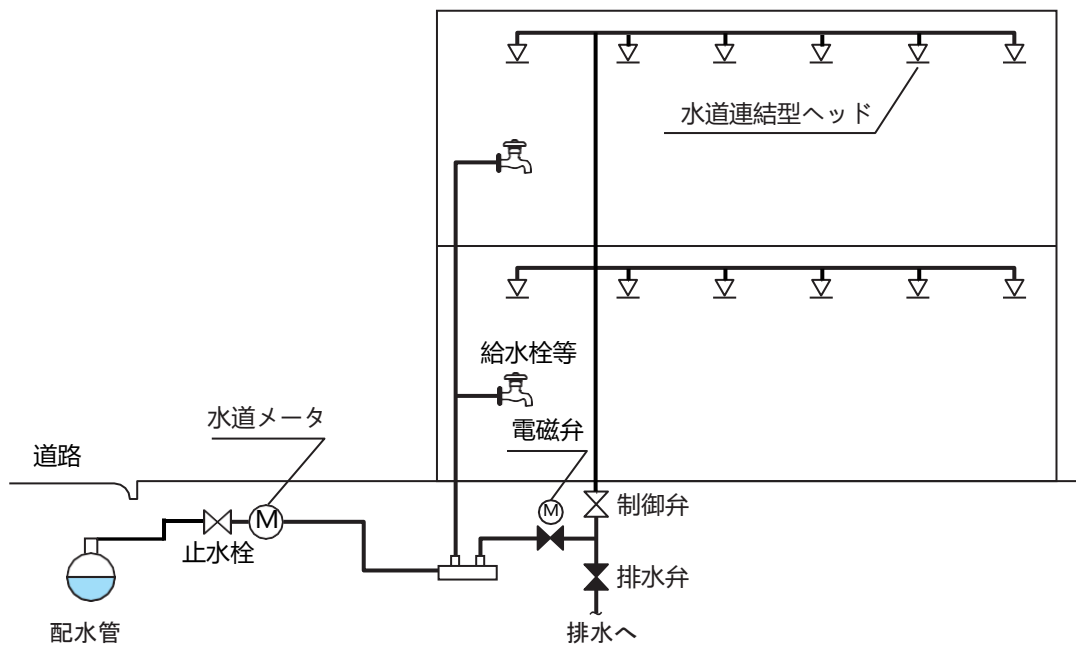 水道連結型ヘッド
給水栓等
水道メータ
電磁弁
道路
M
制御弁
M
止水栓
排水弁
配水管
排水へ